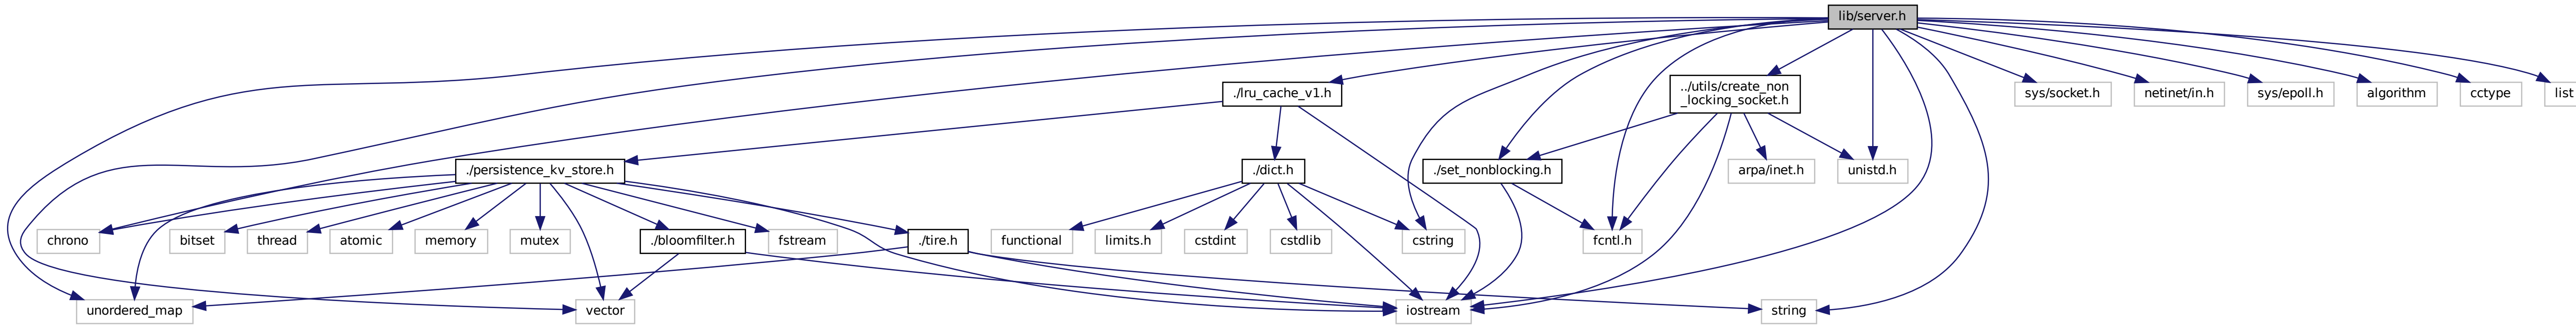 lib/server.h
./lru_cache_v1.h
../utils/create_non
_locking_socket.h
sys/socket.h
netinet/in.h
sys/epoll.h
algorithm
cctype
list
./persistence_kv_store.h
./dict.h
./set_nonblocking.h
arpa/inet.h
unistd.h
chrono
bitset
thread
atomic
memory
mutex
./bloomfilter.h
fstream
./tire.h
functional
limits.h
cstdint
cstdlib
cstring
fcntl.h
unordered_map
vector
iostream
string